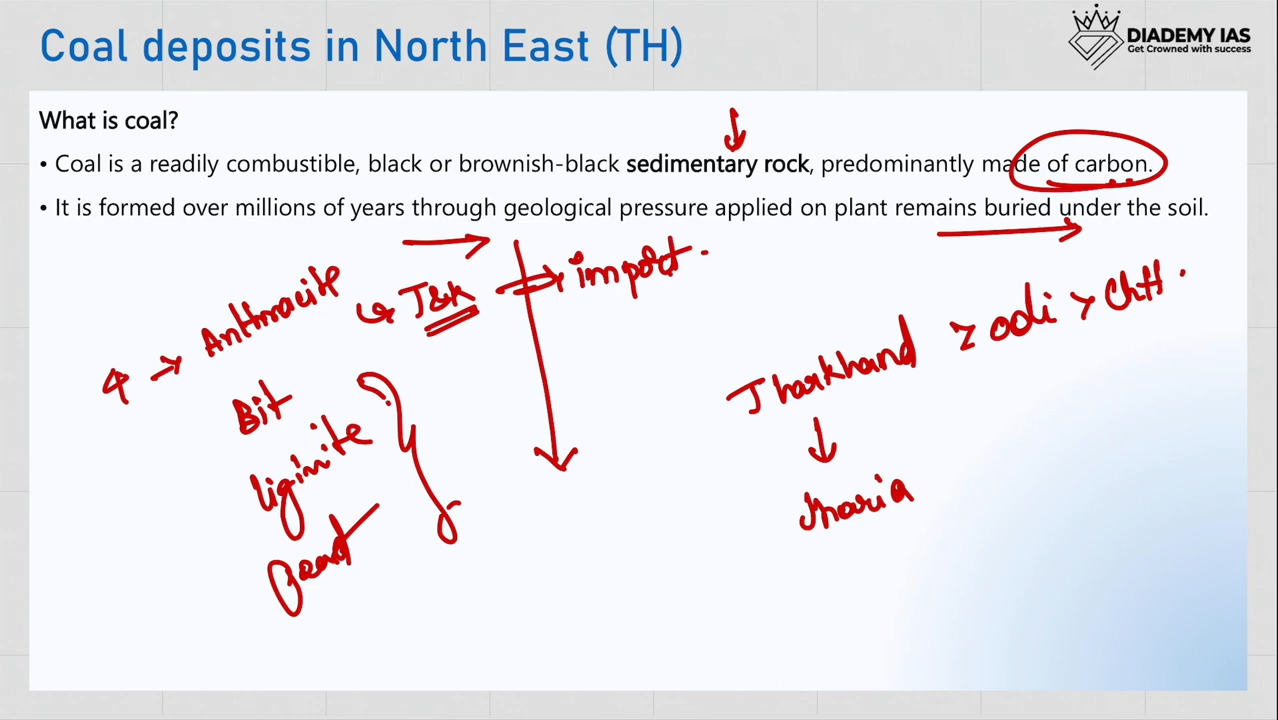 Coal deposits in North East (TH)
DIADEMY IAS
Get Crowned with success
What is coal?
• Coal is a readily combustible, black or brownish-black sedimentary rock, predominantly made of carbon.
• It is formed over millions of years through geological pressure applied on plant remains buried under the soil.
4 → Anthracite ↳ J&K → import.
Bit
Liginite
Peat
Jharkhand > odi > Chtt.
↓
Jharia